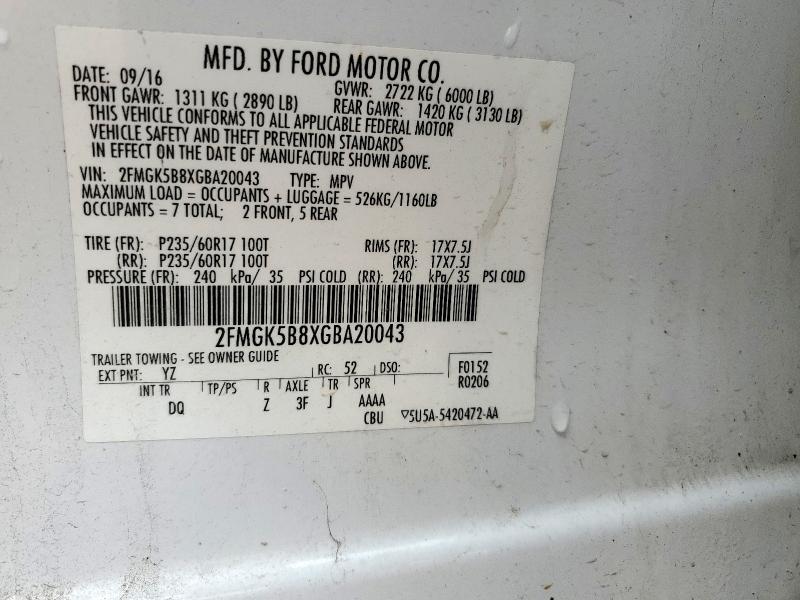 MFD. BY FORD MOTOR CO.
DATE: 09/16 GVWR: 2722 KG ( 6000 LB)
FRONT GAWR: 1311 KG ( 2890 LB) REAR GAWR: 1420 KG ( 3130 LB)
THIS VEHICLE CONFORMS TO ALL APPLICABLE FEDERAL MOTOR
VEHICLE SAFETY AND THEFT PREVENTION STANDARDS
IN EFFECT ON THE DATE OF MANUFACTURE SHOWN ABOVE.
VIN: 2FMGK5B8XGBA20043 TYPE: MPV
MAXIMUM LOAD = OCCUPANTS + LUGGAGE = 526KG/1160LB
OCCUPANTS = 7 TOTAL; 2 FRONT, 5 REAR
TIRE (FR): P235/60R17 100T RIMS (FR): 17X7.5J
(RR): P235/60R17 100T (RR): 17X7.5J
PRESSURE (FR): 240 kPa/ 35 PSI COLD (RR): 240 kPa/ 35 PSI COLD
2FMGK5B8XGBA20043
TRAILER TOWING - SEE OWNER GUIDE
EXT PNT: YZ RC: 52 DSO: F0152
R0206
INT TR TP/PS R AXLE TR SPR
DQ Z 3F J AAAA
CBU ▽5U5A-5420472-AA